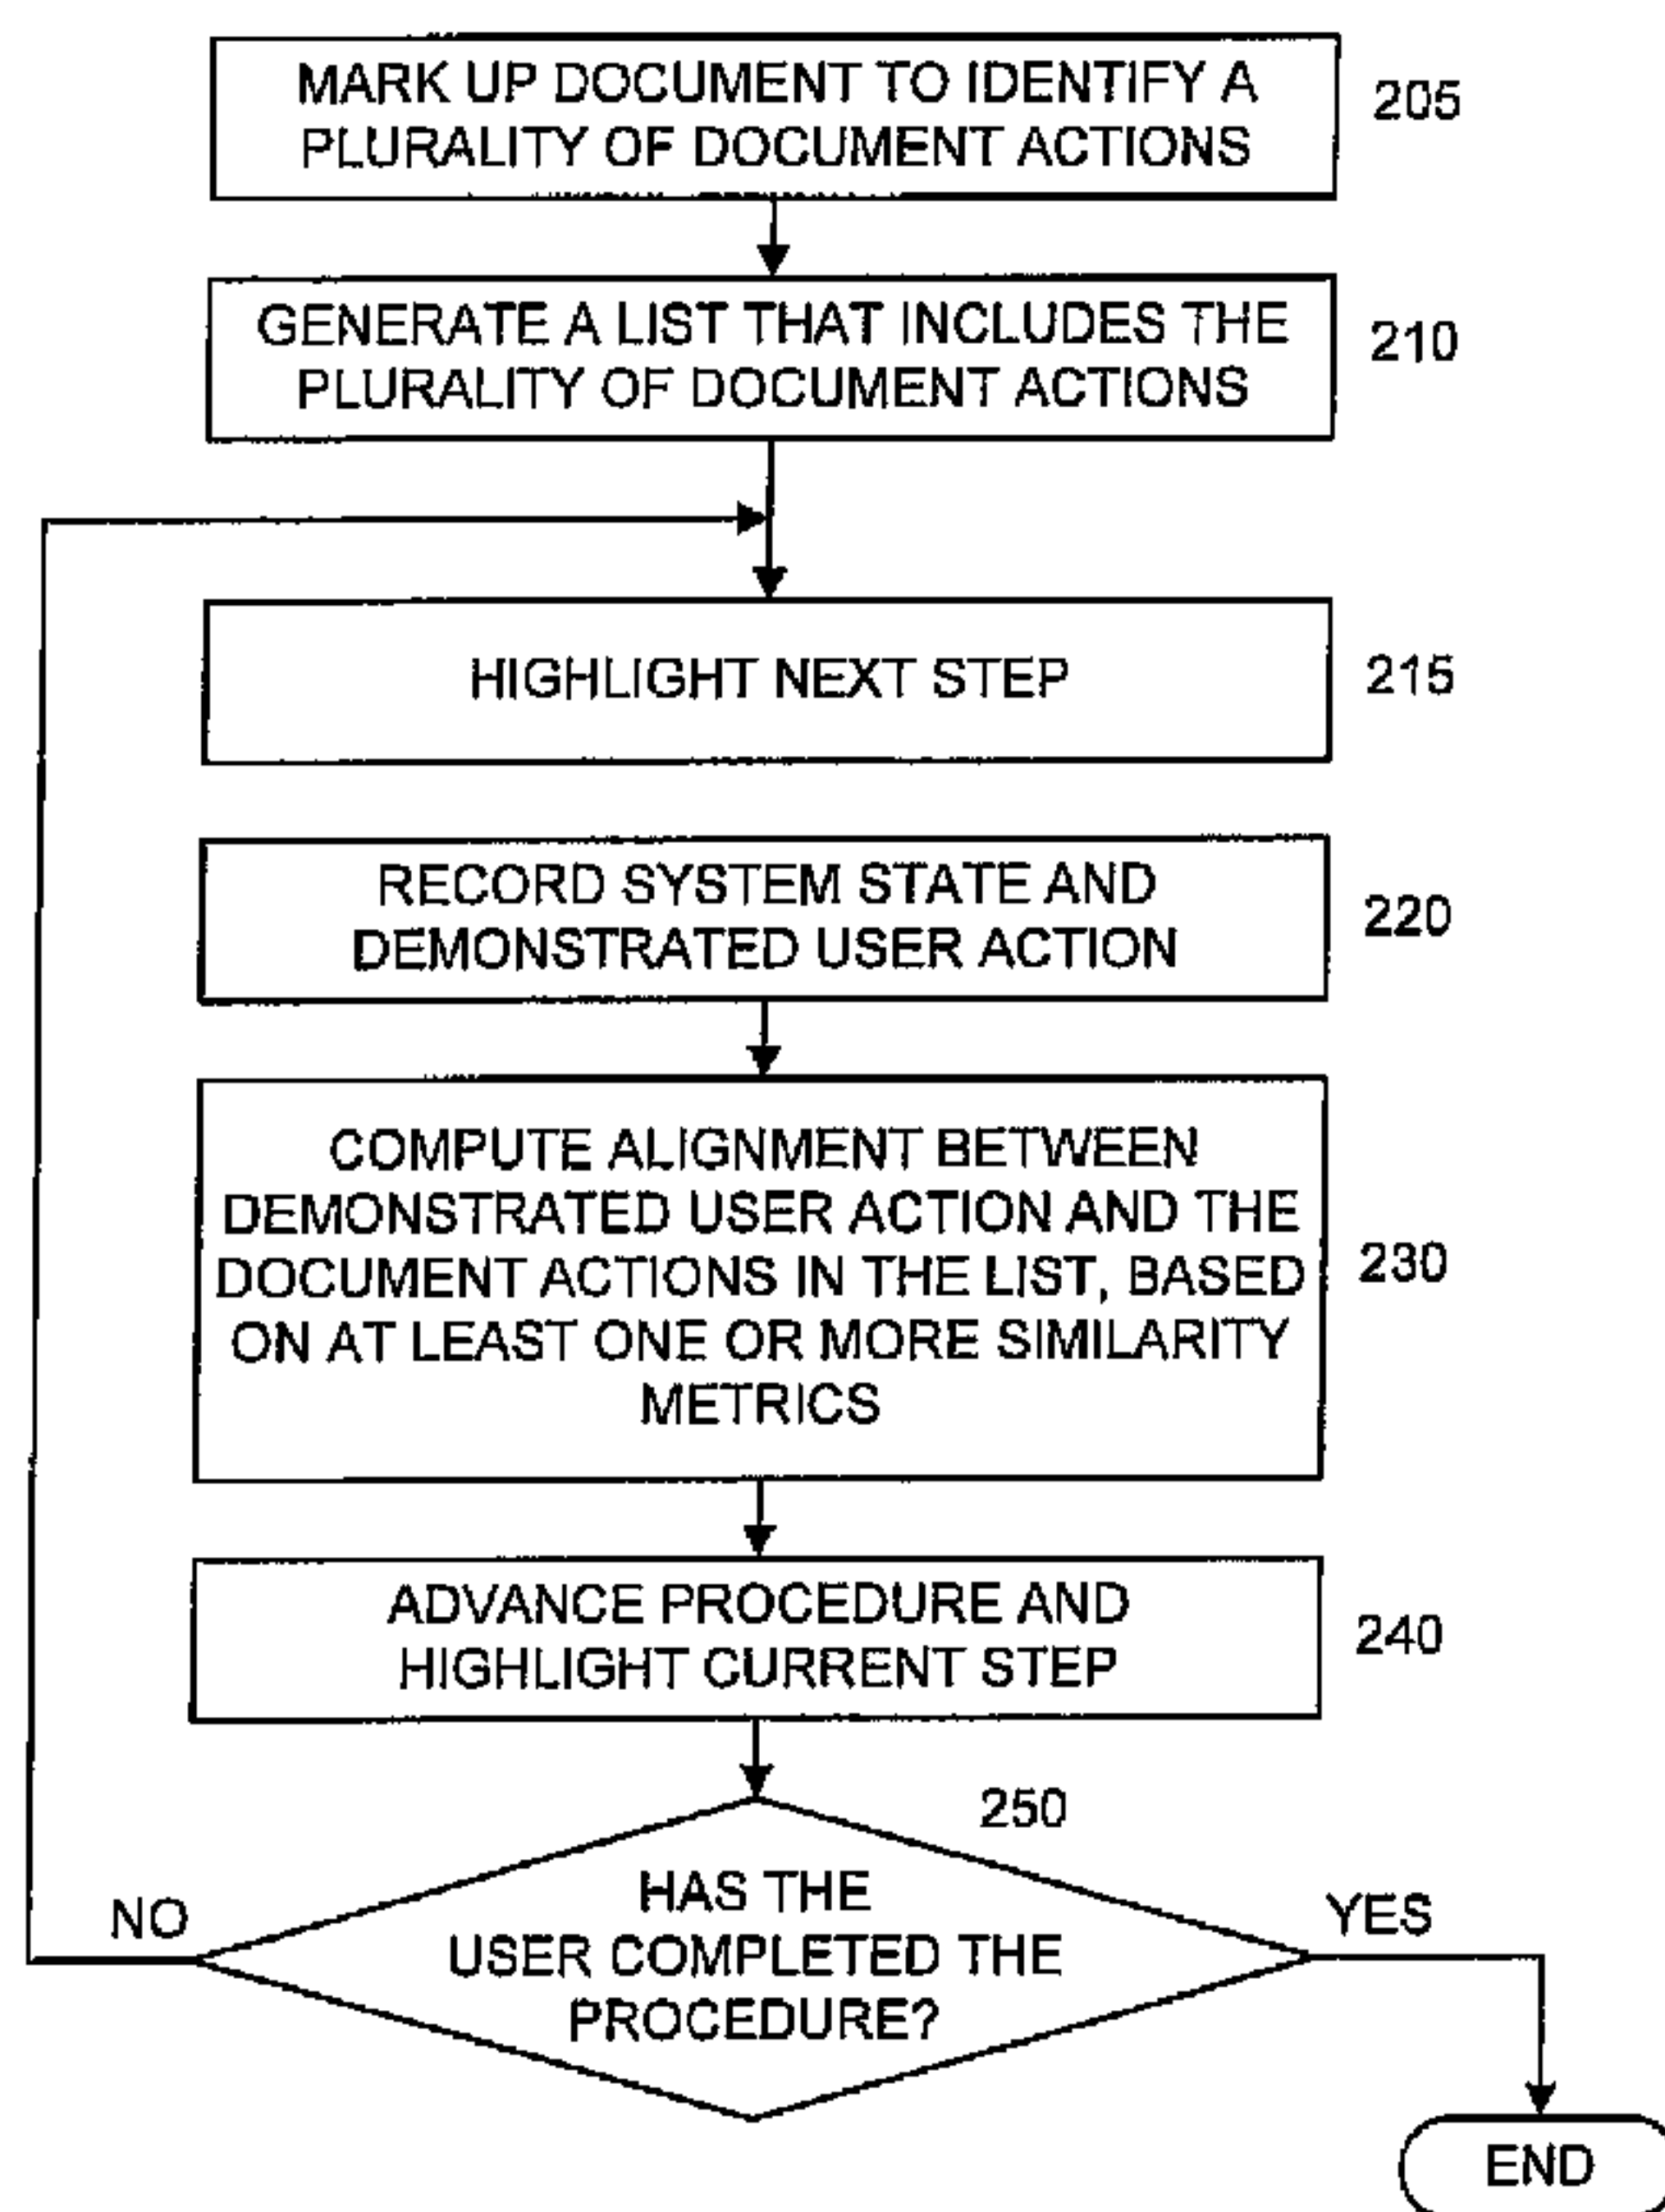 MARK UP DOCUMENT TO IDENTIFY A
PLURALITY OF DOCUMENT ACTIONS
205
GENERATE A LIST THAT INCLUDES THE
PLURALITY OF DOCUMENT ACTIONS
210
HIGHLIGHT NEXT STEP
215
RECORD SYSTEM STATE AND
DEMONSTRATED USER ACTION
220
COMPUTE ALIGNMENT BETWEEN
DEMONSTRATED USER ACTION AND THE
DOCUMENT ACTIONS IN THE LIST, BASED
ON AT LEAST ONE OR MORE SIMILARITY
METRICS
230
ADVANCE PROCEDURE AND
HIGHLIGHT CURRENT STEP
240
250
HAS THE
USER COMPLETED THE
PROCEDURE?
NO
YES
END